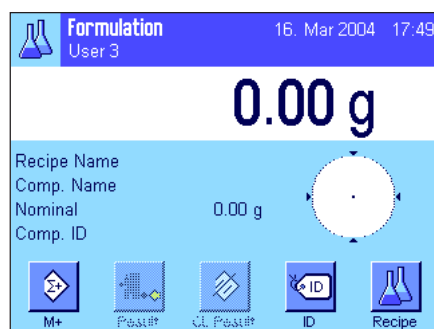 Formulation 16. Mar 2004 17:49
User 3
0.00 g
Recipe Name
Comp. Name
Nominal 0.00 g
Comp. ID
Σ+ ID
M+ Result CL Result ID Recipe